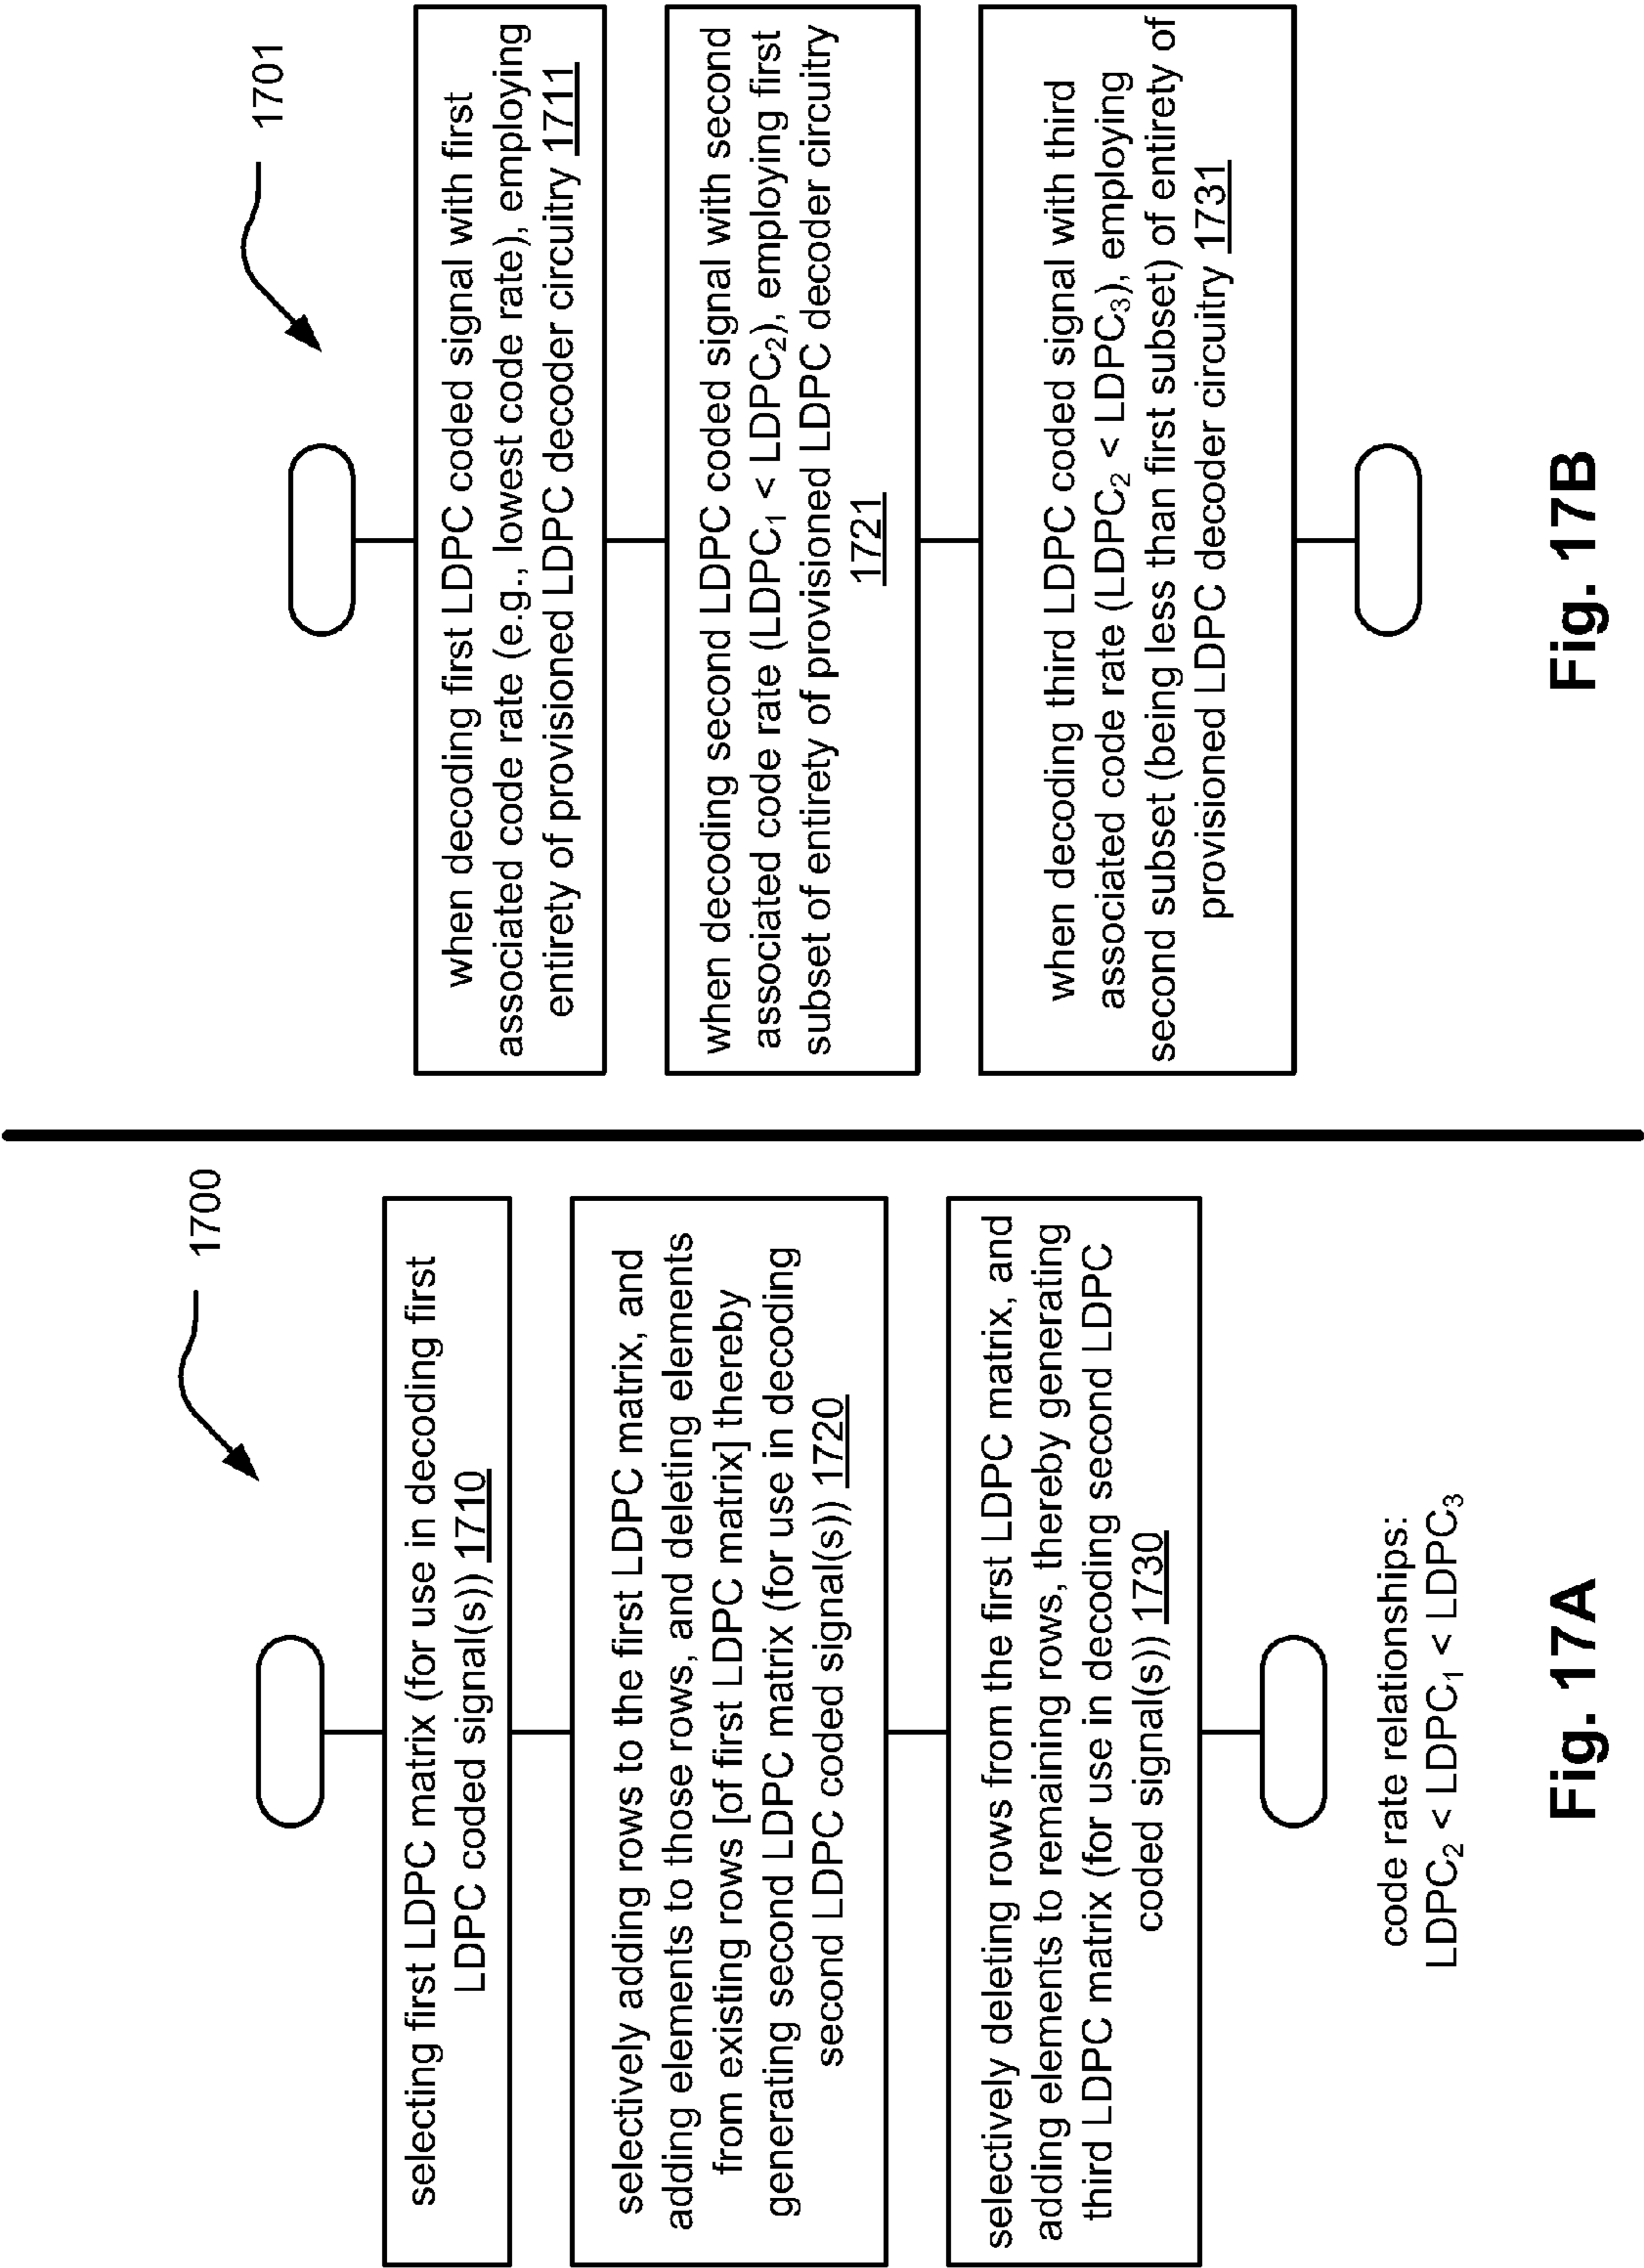 1700
selecting first LDPC matrix (for use in decoding first
LDPC coded signal(s)) 1710
selectively adding rows to the first LDPC matrix, and
adding elements to those rows, and deleting elements
from existing rows [of first LDPC matrix] thereby
generating second LDPC matrix (for use in decoding
second LDPC coded signal(s)) 1720
selectively deleting rows from the first LDPC matrix, and
adding elements to remaining rows, thereby generating
third LDPC matrix (for use in decoding second LDPC
coded signal(s)) 1730
code rate relationships:
LDPC₂ < LDPC₁ < LDPC₃
Fig. 17A
1701
when decoding first LDPC coded signal with first
associated code rate (e.g., lowest code rate), employing
entirety of provisioned LDPC decoder circuitry 1711
when decoding second LDPC coded signal with second
associated code rate (LDPC₁ < LDPC₂), employing first
subset of entirety of provisioned LDPC decoder circuitry
1721
when decoding third LDPC coded signal with third
associated code rate (LDPC₂ < LDPC₃), employing
second subset (being less than first subset) of entirety of
provisioned LDPC decoder circuitry 1731
Fig. 17B